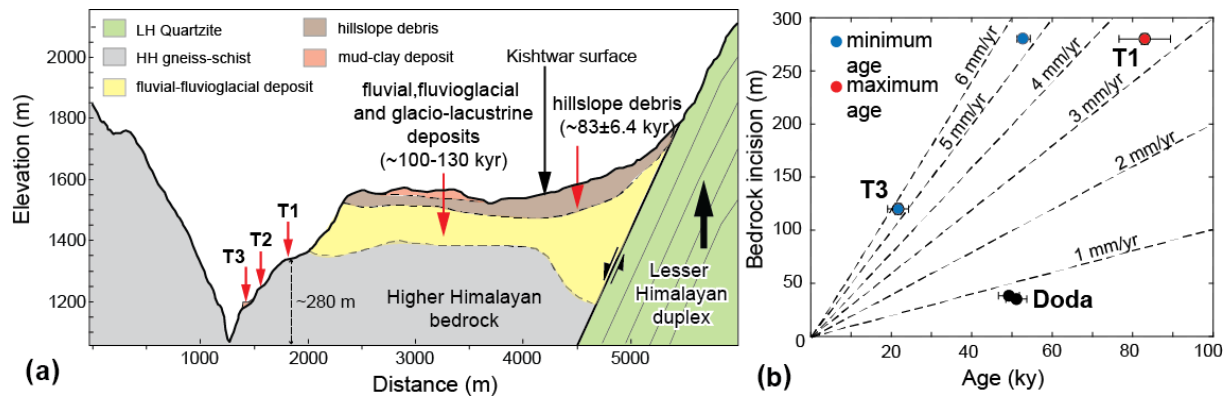 LH Quartzite
HH gneiss-schist
fluvial-fluvioglacial deposit
hillslope debris
mud-clay deposit
Kishtwar surface
fluvial,fluvioglacial
and glacio-lacustrine
deposits
(~100-130 kyr)
hillslope debris
(~83±6.4 kyr)
T1
T2
T3
~280 m
Higher Himalayan
bedrock
Lesser
Himalayan
duplex
Elevation (m)
2000
1800
1600
1400
1200
1000
2000
3000
4000
5000
Distance (m)
(a)
Bedrock incision (m)
300
250
200
150
100
50
0
0
20
40
60
80
100
Age (ky)
minimum
age
maximum
age
6 mm/yr
5 mm/yr
4 mm/yr
3 mm/yr
2 mm/yr
1 mm/yr
T1
T3
Doda
(b)